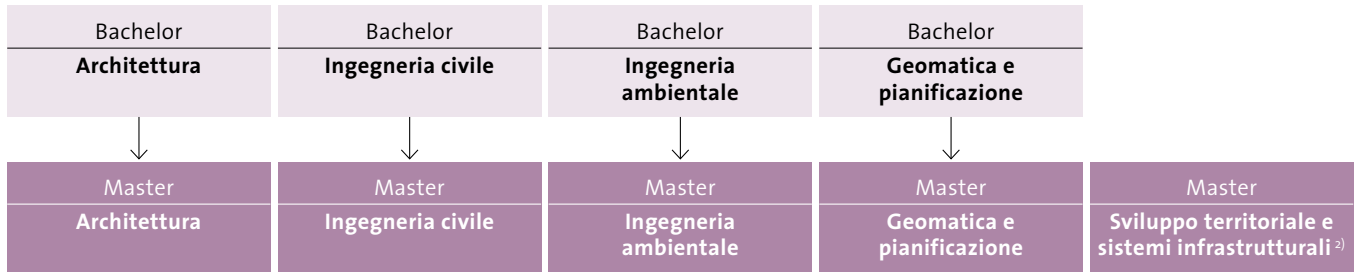 Bachelor
Architettura
Bachelor
Ingegneria civile
Bachelor
Ingegneria
ambientale
Bachelor
Geomatica e
pianificazione
Master
Architettura
Master
Ingegneria civile
Master
Ingegneria
ambientale
Master
Geomatica e
pianificazione
Master
Sviluppo territoriale e
sistemi infrastrutturali 2)